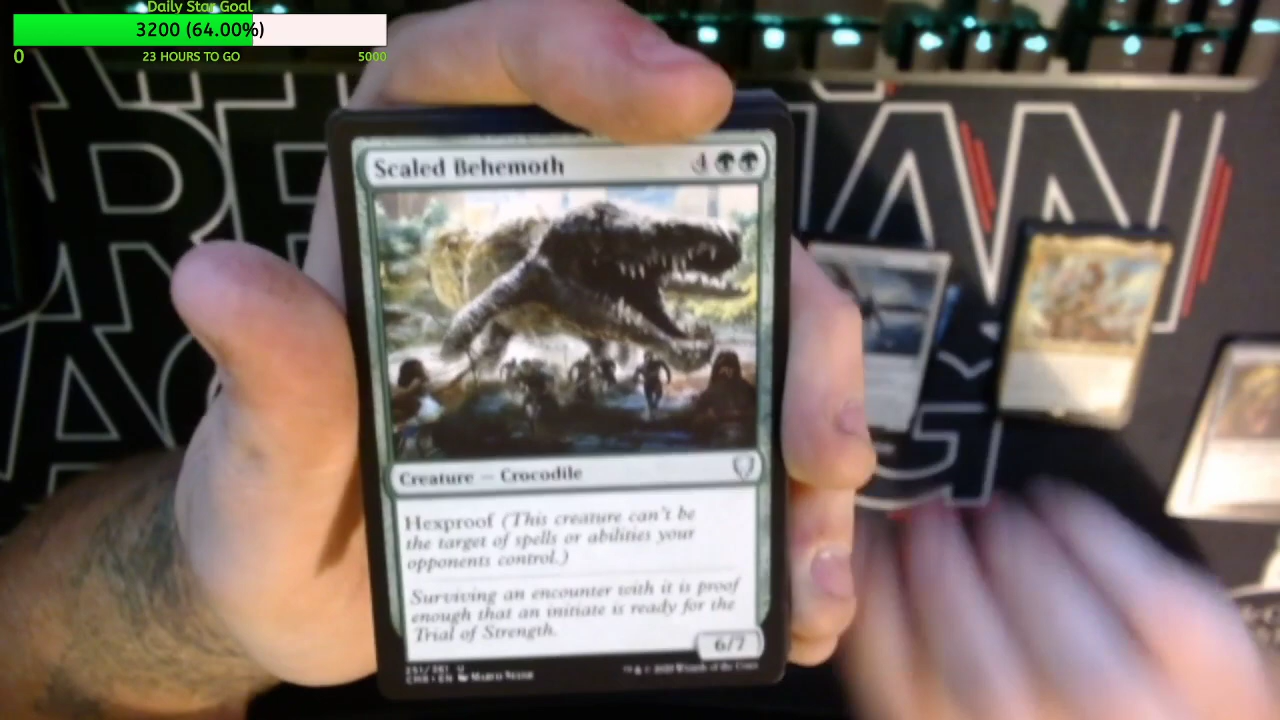 Daily Star Goal
3200 (64.00%)
0
23 HOURS TO GO
5000
Scaled Behemoth
4
Creature — Crocodile
Hexproof (This creature can't be
the target of spells or abilities your
opponents control.)
Surviving an encounter with it is proof
enough that an initiate is ready for the
Trial of Strength.
6/7